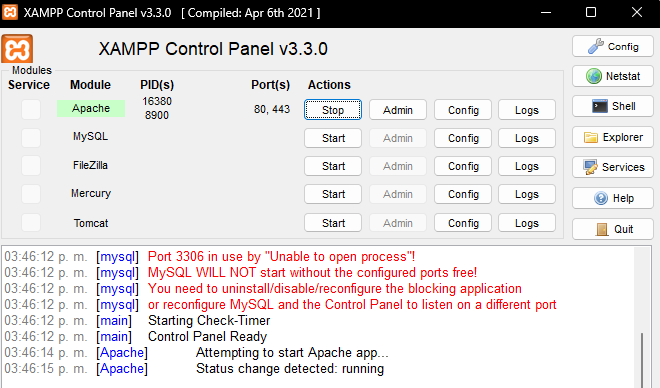 XAMPP Control Panel v3.3.0 [ Compiled: Apr 6th 2021 ]
XAMPP Control Panel v3.3.0
Config
Modules
Service Module PID(s) Port(s) Actions
Netstat
Apache 16380 8900 80, 443 Stop Admin Config Logs
Shell
MySQL Start Admin Config Logs
Explorer
FileZilla Start Admin Config Logs
Services
Mercury Start Admin Config Logs
Help
Tomcat Start Admin Config Logs
Quit
03:46:12 p. m. [mysql] Port 3306 in use by "Unable to open process"!
03:46:12 p. m. [mysql] MySQL WILL NOT start without the configured ports free!
03:46:12 p. m. [mysql] You need to uninstall/disable/reconfigure the blocking application
03:46:12 p. m. [mysql] or reconfigure MySQL and the Control Panel to listen on a different port
03:46:12 p. m. [main] Starting Check-Timer
03:46:12 p. m. [main] Control Panel Ready
03:46:14 p. m. [Apache] Attempting to start Apache app...
03:46:15 p. m. [Apache] Status change detected: running